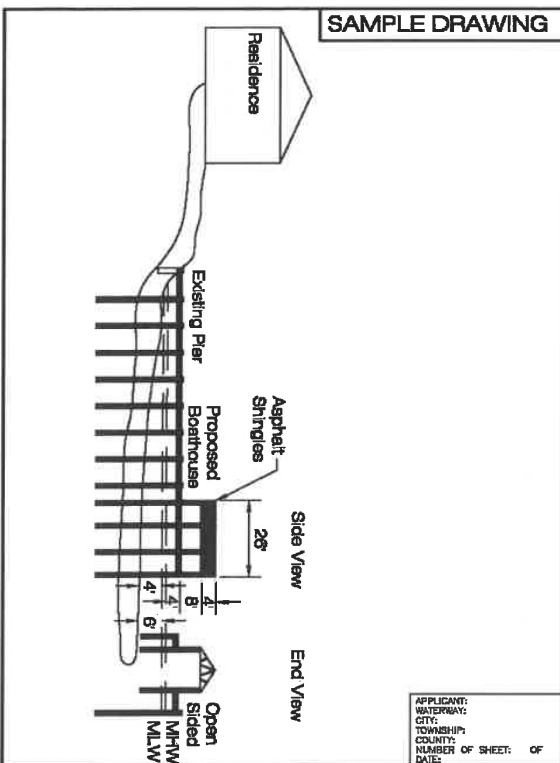 SAMPLE DRAWING
Residence
Existing Pier
Asphalt
Shingles
Proposed
Boathouse
Side View
26'
4'
8'
4'
4'
6'
End View
Open
Sided
MHW
MLW
APPLICANT:
WATERWAY:
CITY:
TOWNSHIP:
COUNTY:
NUMBER OF SHEET: OF
DATE: